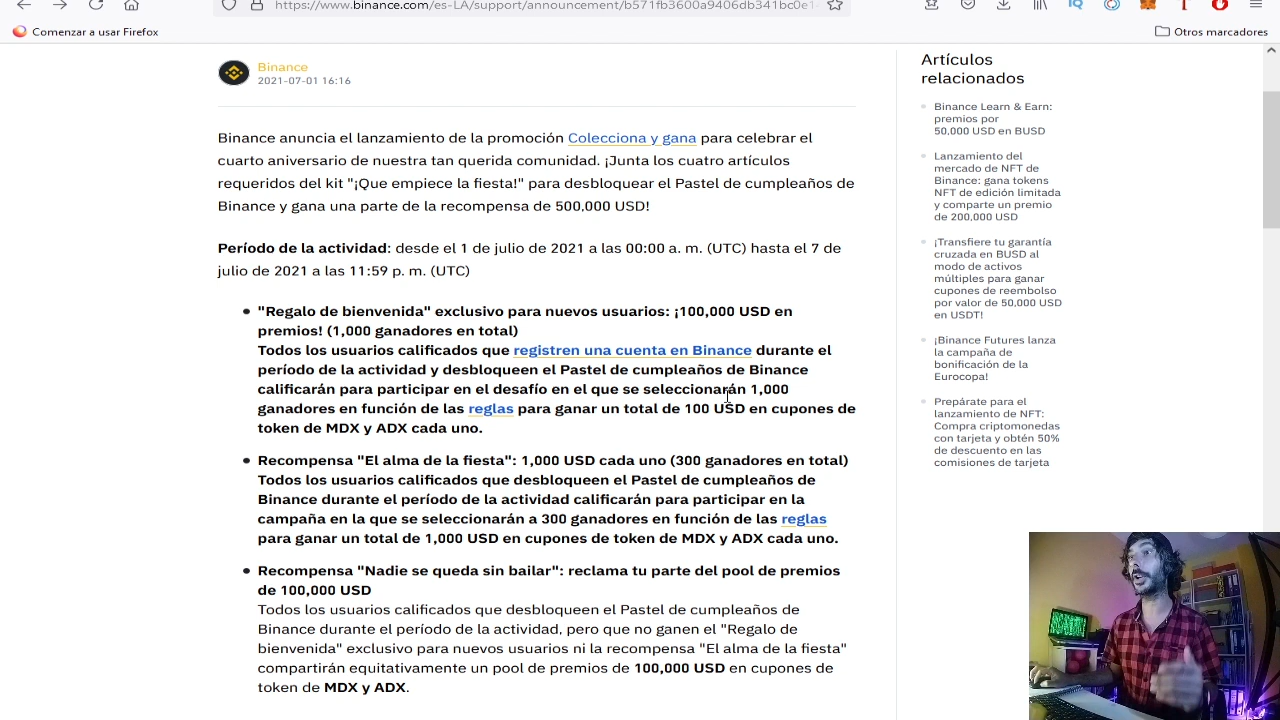 https://www.binance.com/es-LA/support/announcement/b571fb3600a9406db341bc0e1
Comenzar a usar Firefox
Otros marcadores
Binance
2021-07-01 16:16
Binance anuncia el lanzamiento de la promoción Colecciona y gana para celebrar el
cuarto aniversario de nuestra tan querida comunidad. ¡Junta los cuatro artículos
requeridos del kit "¡Que empiece la fiesta!" para desbloquear el Pastel de cumpleaños de
Binance y gana una parte de la recompensa de 500,000 USD!
Período de la actividad: desde el 1 de julio de 2021 a las 00:00 a. m. (UTC) hasta el 7 de
julio de 2021 a las 11:59 p. m. (UTC)
"Regalo de bienvenida" exclusivo para nuevos usuarios: ¡100,000 USD en
premios! (1,000 ganadores en total)
Todos los usuarios calificados que registren una cuenta en Binance durante el
período de la actividad y desbloqueen el Pastel de cumpleaños de Binance
calificarán para participar en el desafío en el que se seleccionarán 1,000
ganadores en función de las reglas para ganar un total de 100 USD en cupones de
token de MDX y ADX cada uno.
Recompensa "El alma de la fiesta": 1,000 USD cada uno (300 ganadores en total)
Todos los usuarios calificados que desbloqueen el Pastel de cumpleaños de
Binance durante el período de la actividad calificarán para participar en la
campaña en la que se seleccionarán a 300 ganadores en función de las reglas
para ganar un total de 1,000 USD en cupones de token de MDX y ADX cada uno.
Recompensa "Nadie se queda sin bailar": reclama tu parte del pool de premios
de 100,000 USD
Todos los usuarios calificados que desbloqueen el Pastel de cumpleaños de
Binance durante el período de la actividad, pero que no ganen el "Regalo de
bienvenida" exclusivo para nuevos usuarios ni la recompensa "El alma de la fiesta"
compartirán equitativamente un pool de premios de 100,000 USD en cupones de
token de MDX y ADX.
Artículos
relacionados
Binance Learn & Earn:
premios por
50,000 USD en BUSD
Lanzamiento del
mercado de NFT de
Binance: gana tokens
NFT de edición limitada
y comparte un premio
de 200,000 USD
¡Transfiere tu garantía
cruzada en BUSD al
modo de activos
múltiples para ganar
cupones de reembolso
por valor de 50,000 USD
en USDT!
¡Binance Futures lanza
la campaña de
bonificación de la
Eurocopa!
Prepárate para el
lanzamiento de NFT:
Compra criptomonedas
con tarjeta y obtén 50%
de descuento en las
comisiones de tarjeta